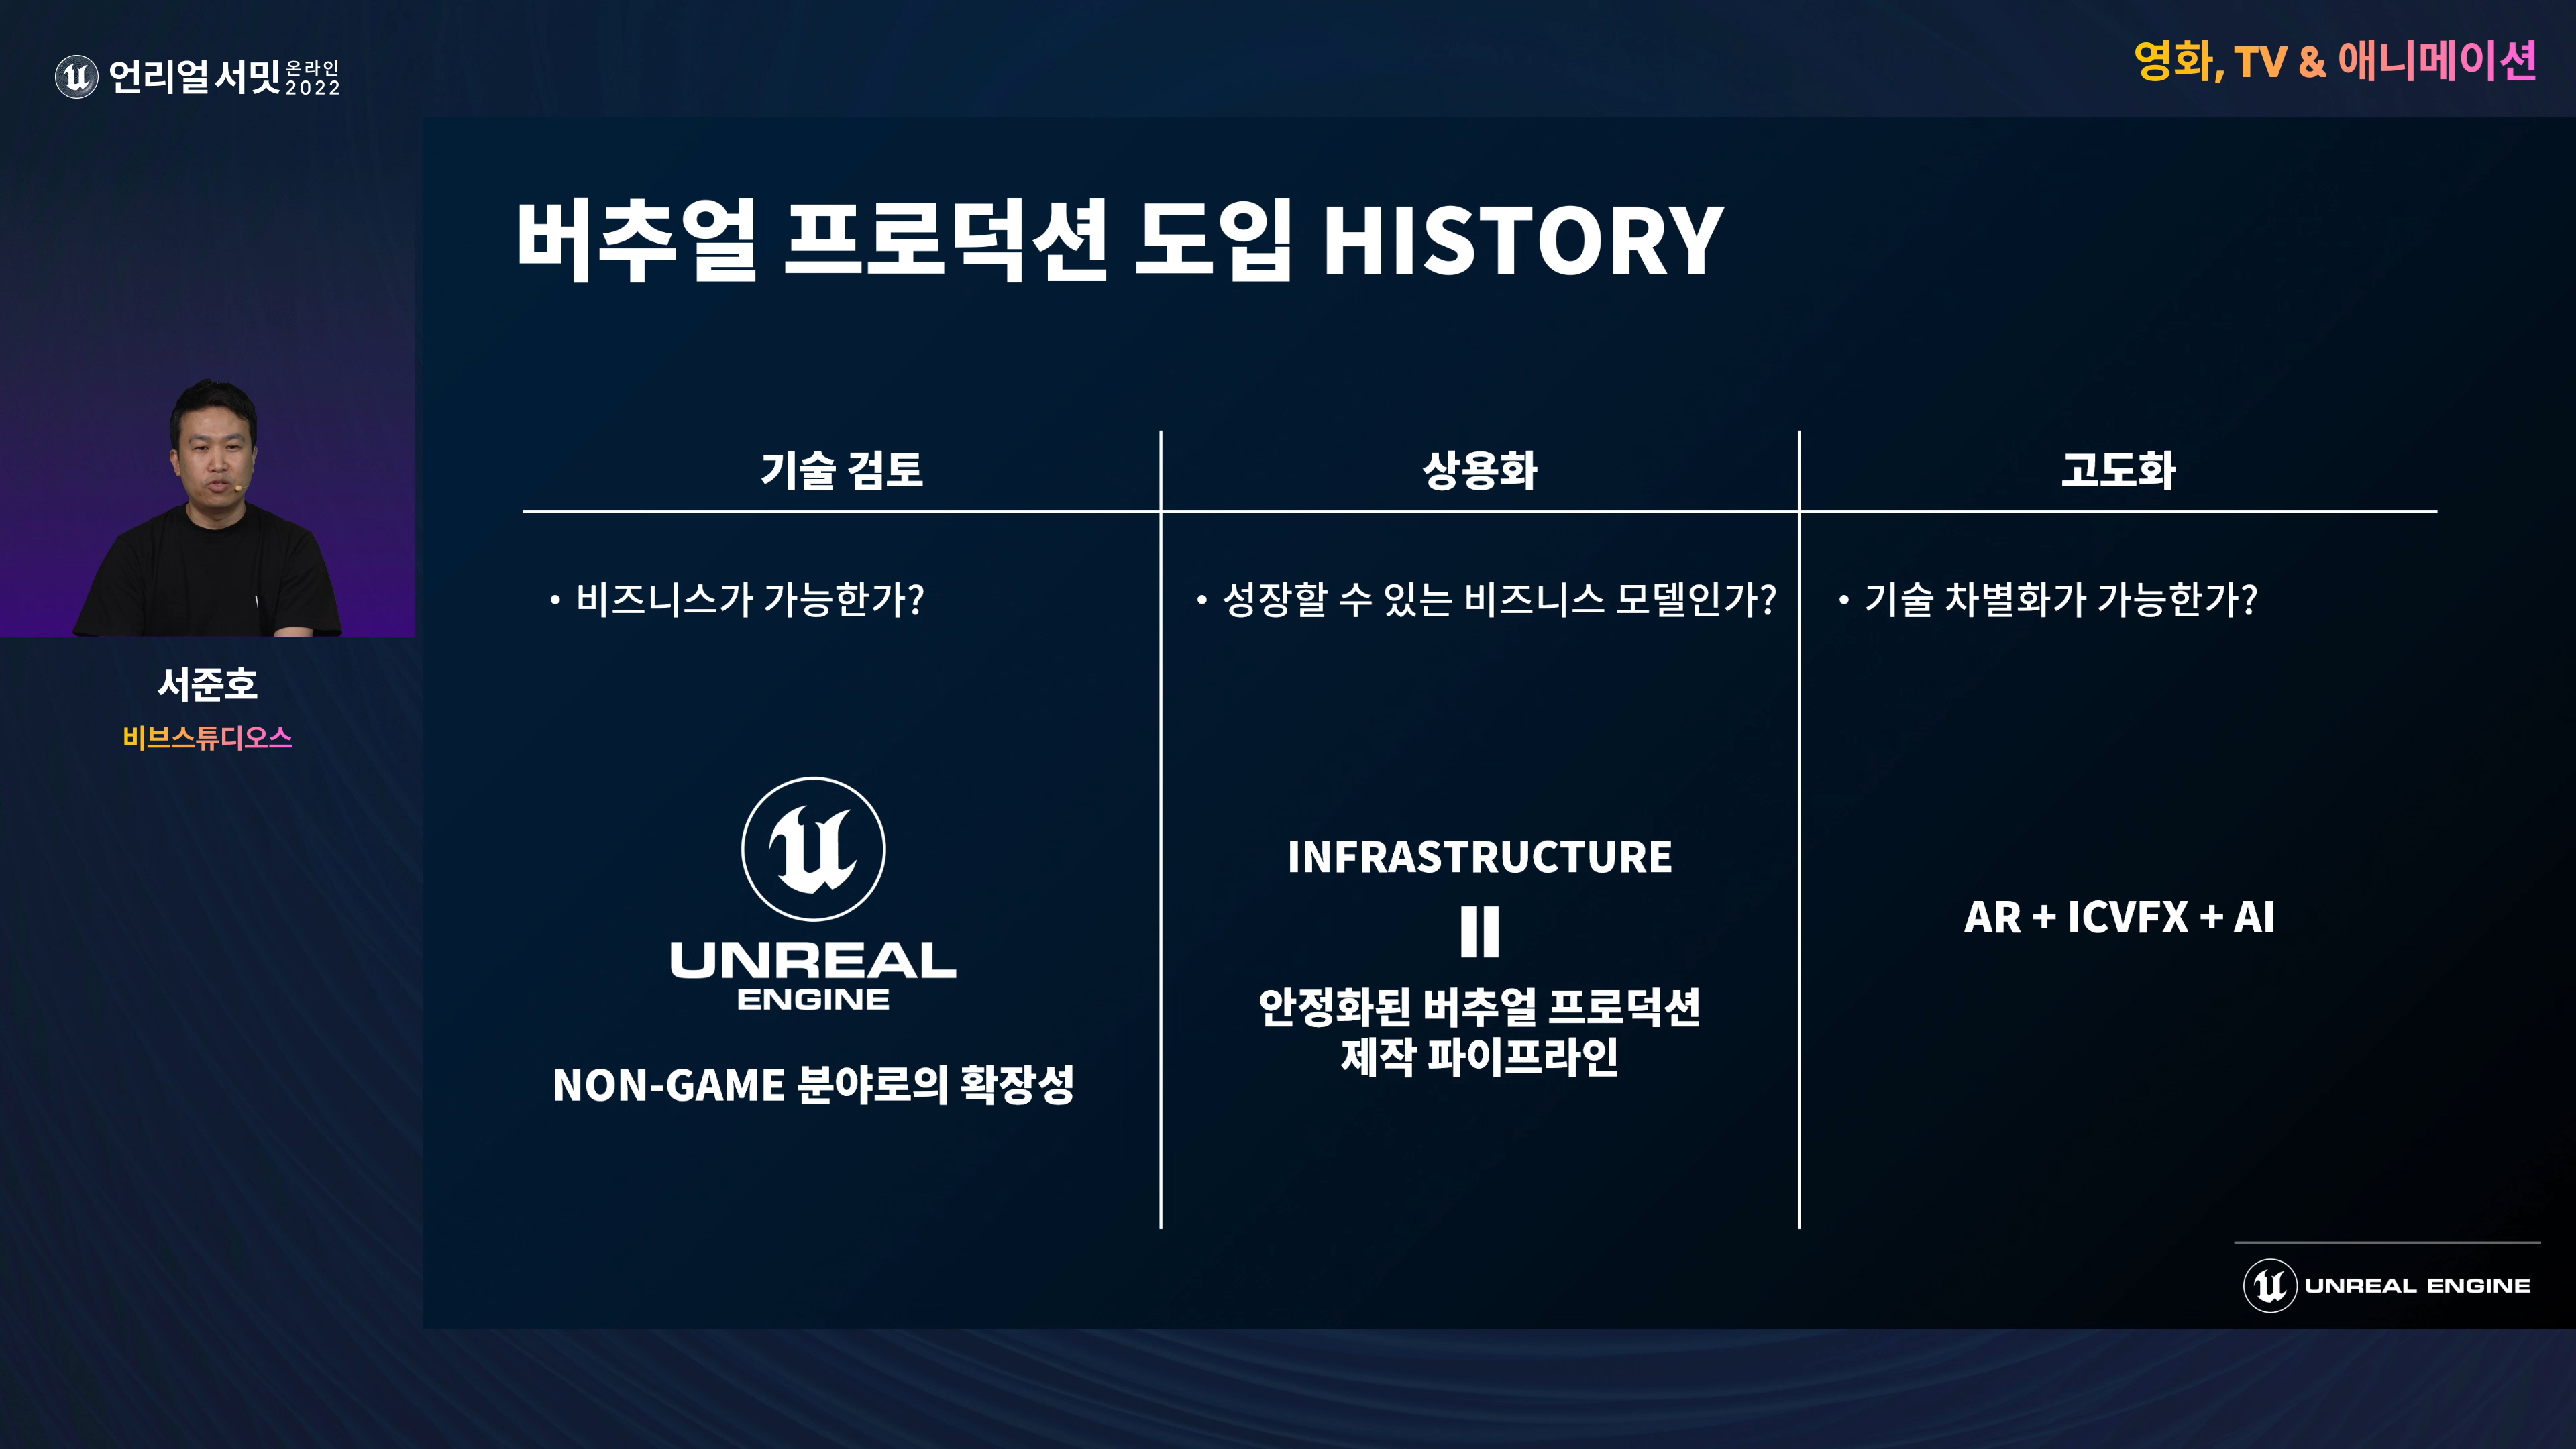 언리얼 서밋 온라인 2022
영화, TV & 애니메이션
버추얼 프로덕션 도입 HISTORY
기술 검토
상용화
고도화
• 비즈니스가 가능한가?
• 성장할 수 있는 비즈니스 모델인가?
• 기술 차별화가 가능한가?
서준호
비브스튜디오스
UNREAL
ENGINE
NON-GAME 분야로의 확장성
INFRASTRUCTURE
=
안정화된 버추얼 프로덕션
제작 파이프라인
AR + ICVFX + AI
UNREAL ENGINE